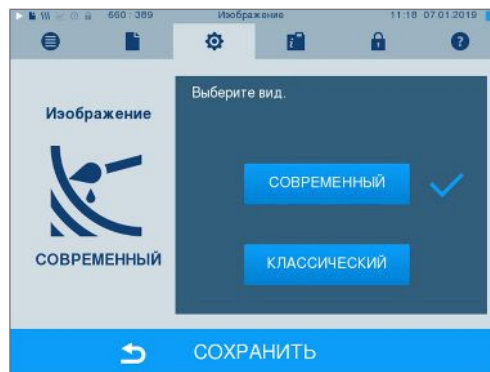 660 : 389 Изображение 11:18 07.01.2019
Изображение
Выберите вид.
СОВРЕМЕННЫЙ
СОВРЕМЕННЫЙ
КЛАССИЧЕСКИЙ
СОХРАНИТЬ